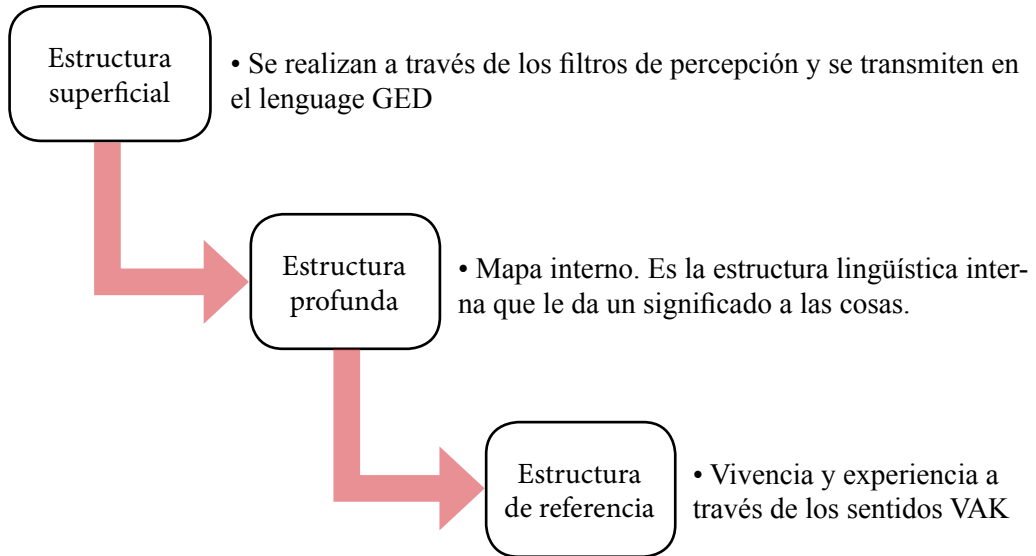 Estructura
superficial
• Se realizan a través de los filtros de percepción y se transmiten en
el lenguage GED
Estructura
profunda
• Mapa interno. Es la estructura lingüística inter-
na que le da un significado a las cosas.
Estructura
de referencia
• Vivencia y experiencia a
través de los sentidos VAK